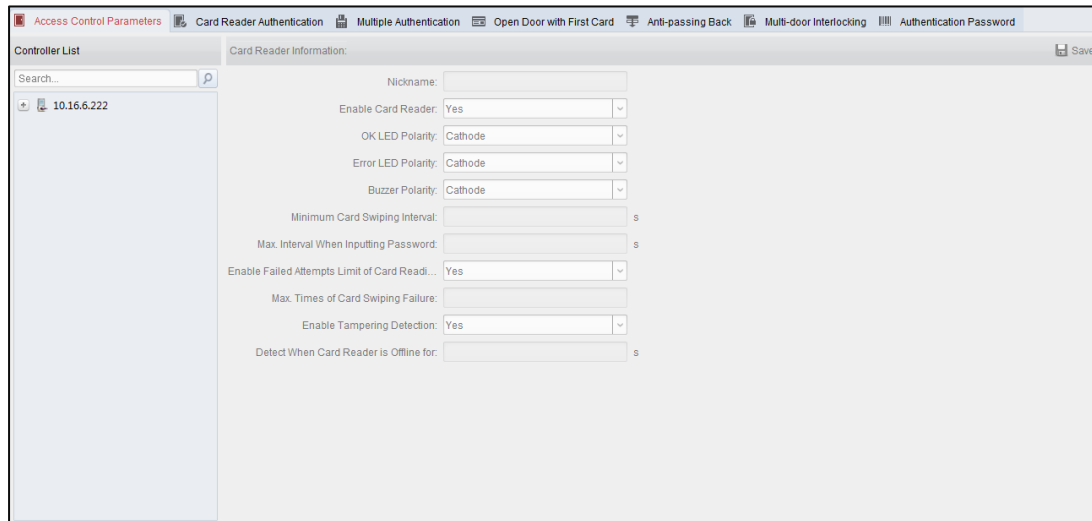 Access Control Parameters Card Reader Authentication Multiple Authentication Open Door with First Card Anti-passing Back Multi-door Interlocking Authentication Password
Controller List
Card Reader Information:
Save
Search...
10.16.6.222
Nickname:
Enable Card Reader: Yes
OK LED Polarity: Cathode
Error LED Polarity: Cathode
Buzzer Polarity: Cathode
Minimum Card Swiping Interval: s
Max. Interval When Inputting Password: s
Enable Failed Attempts Limit of Card Readi... Yes
Max. Times of Card Swiping Failure:
Enable Tampering Detection: Yes
Detect When Card Reader is Offline for: s